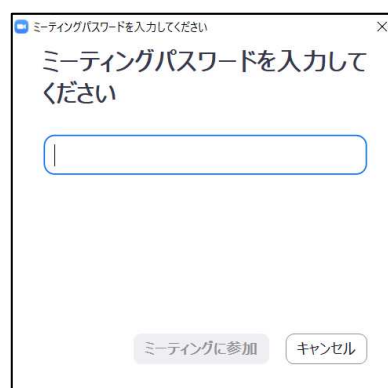 ミーティングパスワードを入力してください
ミーティングパスワードを入力して
ください
ミーティングに参加
キャンセル